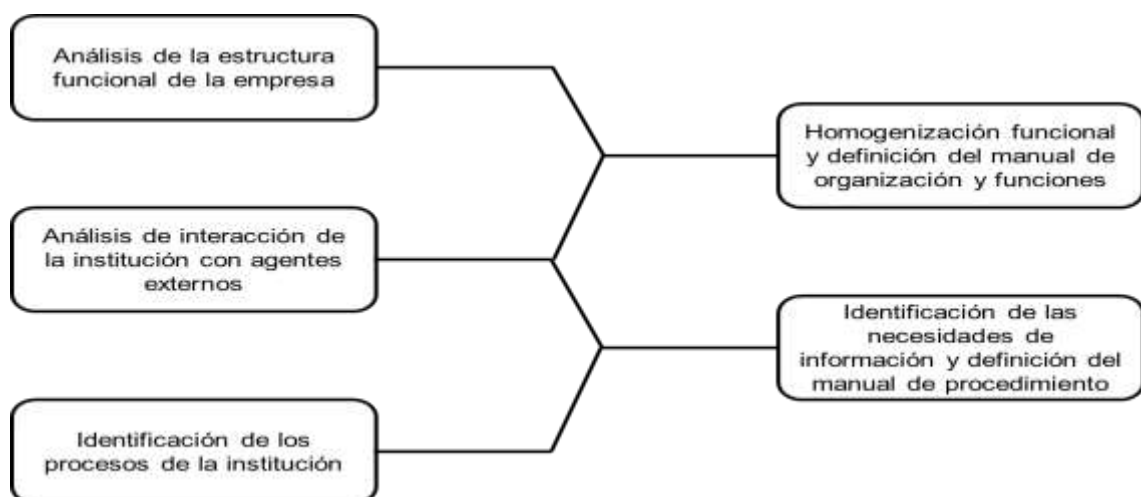 Análisis de la estructura
funcional de la empresa
Homogenización funcional
y definición del manual de
organización y funciones
Análisis de interacción de
la institución con agentes
externos
Identificación de las
necesidades de
información y definición del
manual de procedimiento
Identificación de los
procesos de la institución